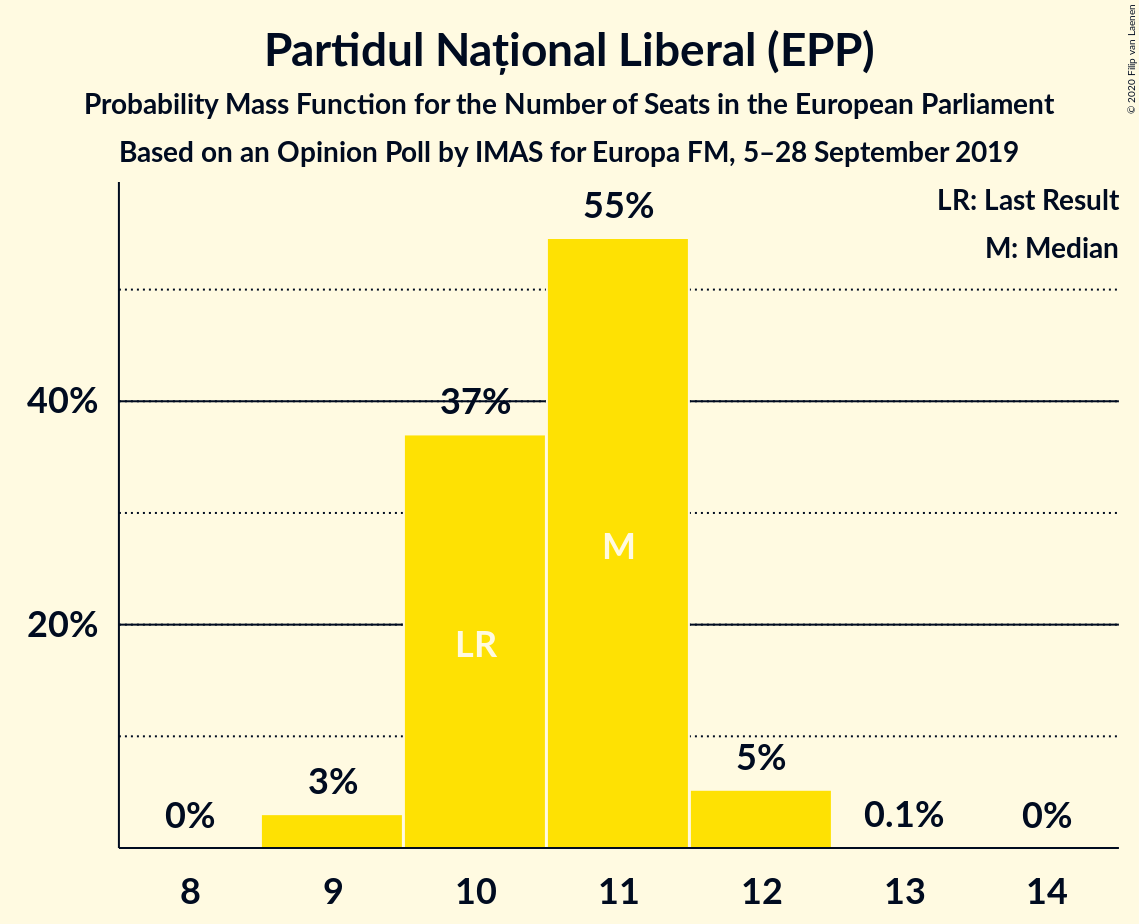 Partidul Național Liberal (EPP)
Probability Mass Function for the Number of Seats in the European Parliament
Based on an Opinion Poll by IMAS for Europa FM, 5–28 September 2019
© 2020 Filip van Laenen
LR: Last Result
M: Median
55%
40%
37%
M
20%
LR
5%
3%
0%
0.1%
0%
8 9 10 11 12 13 14